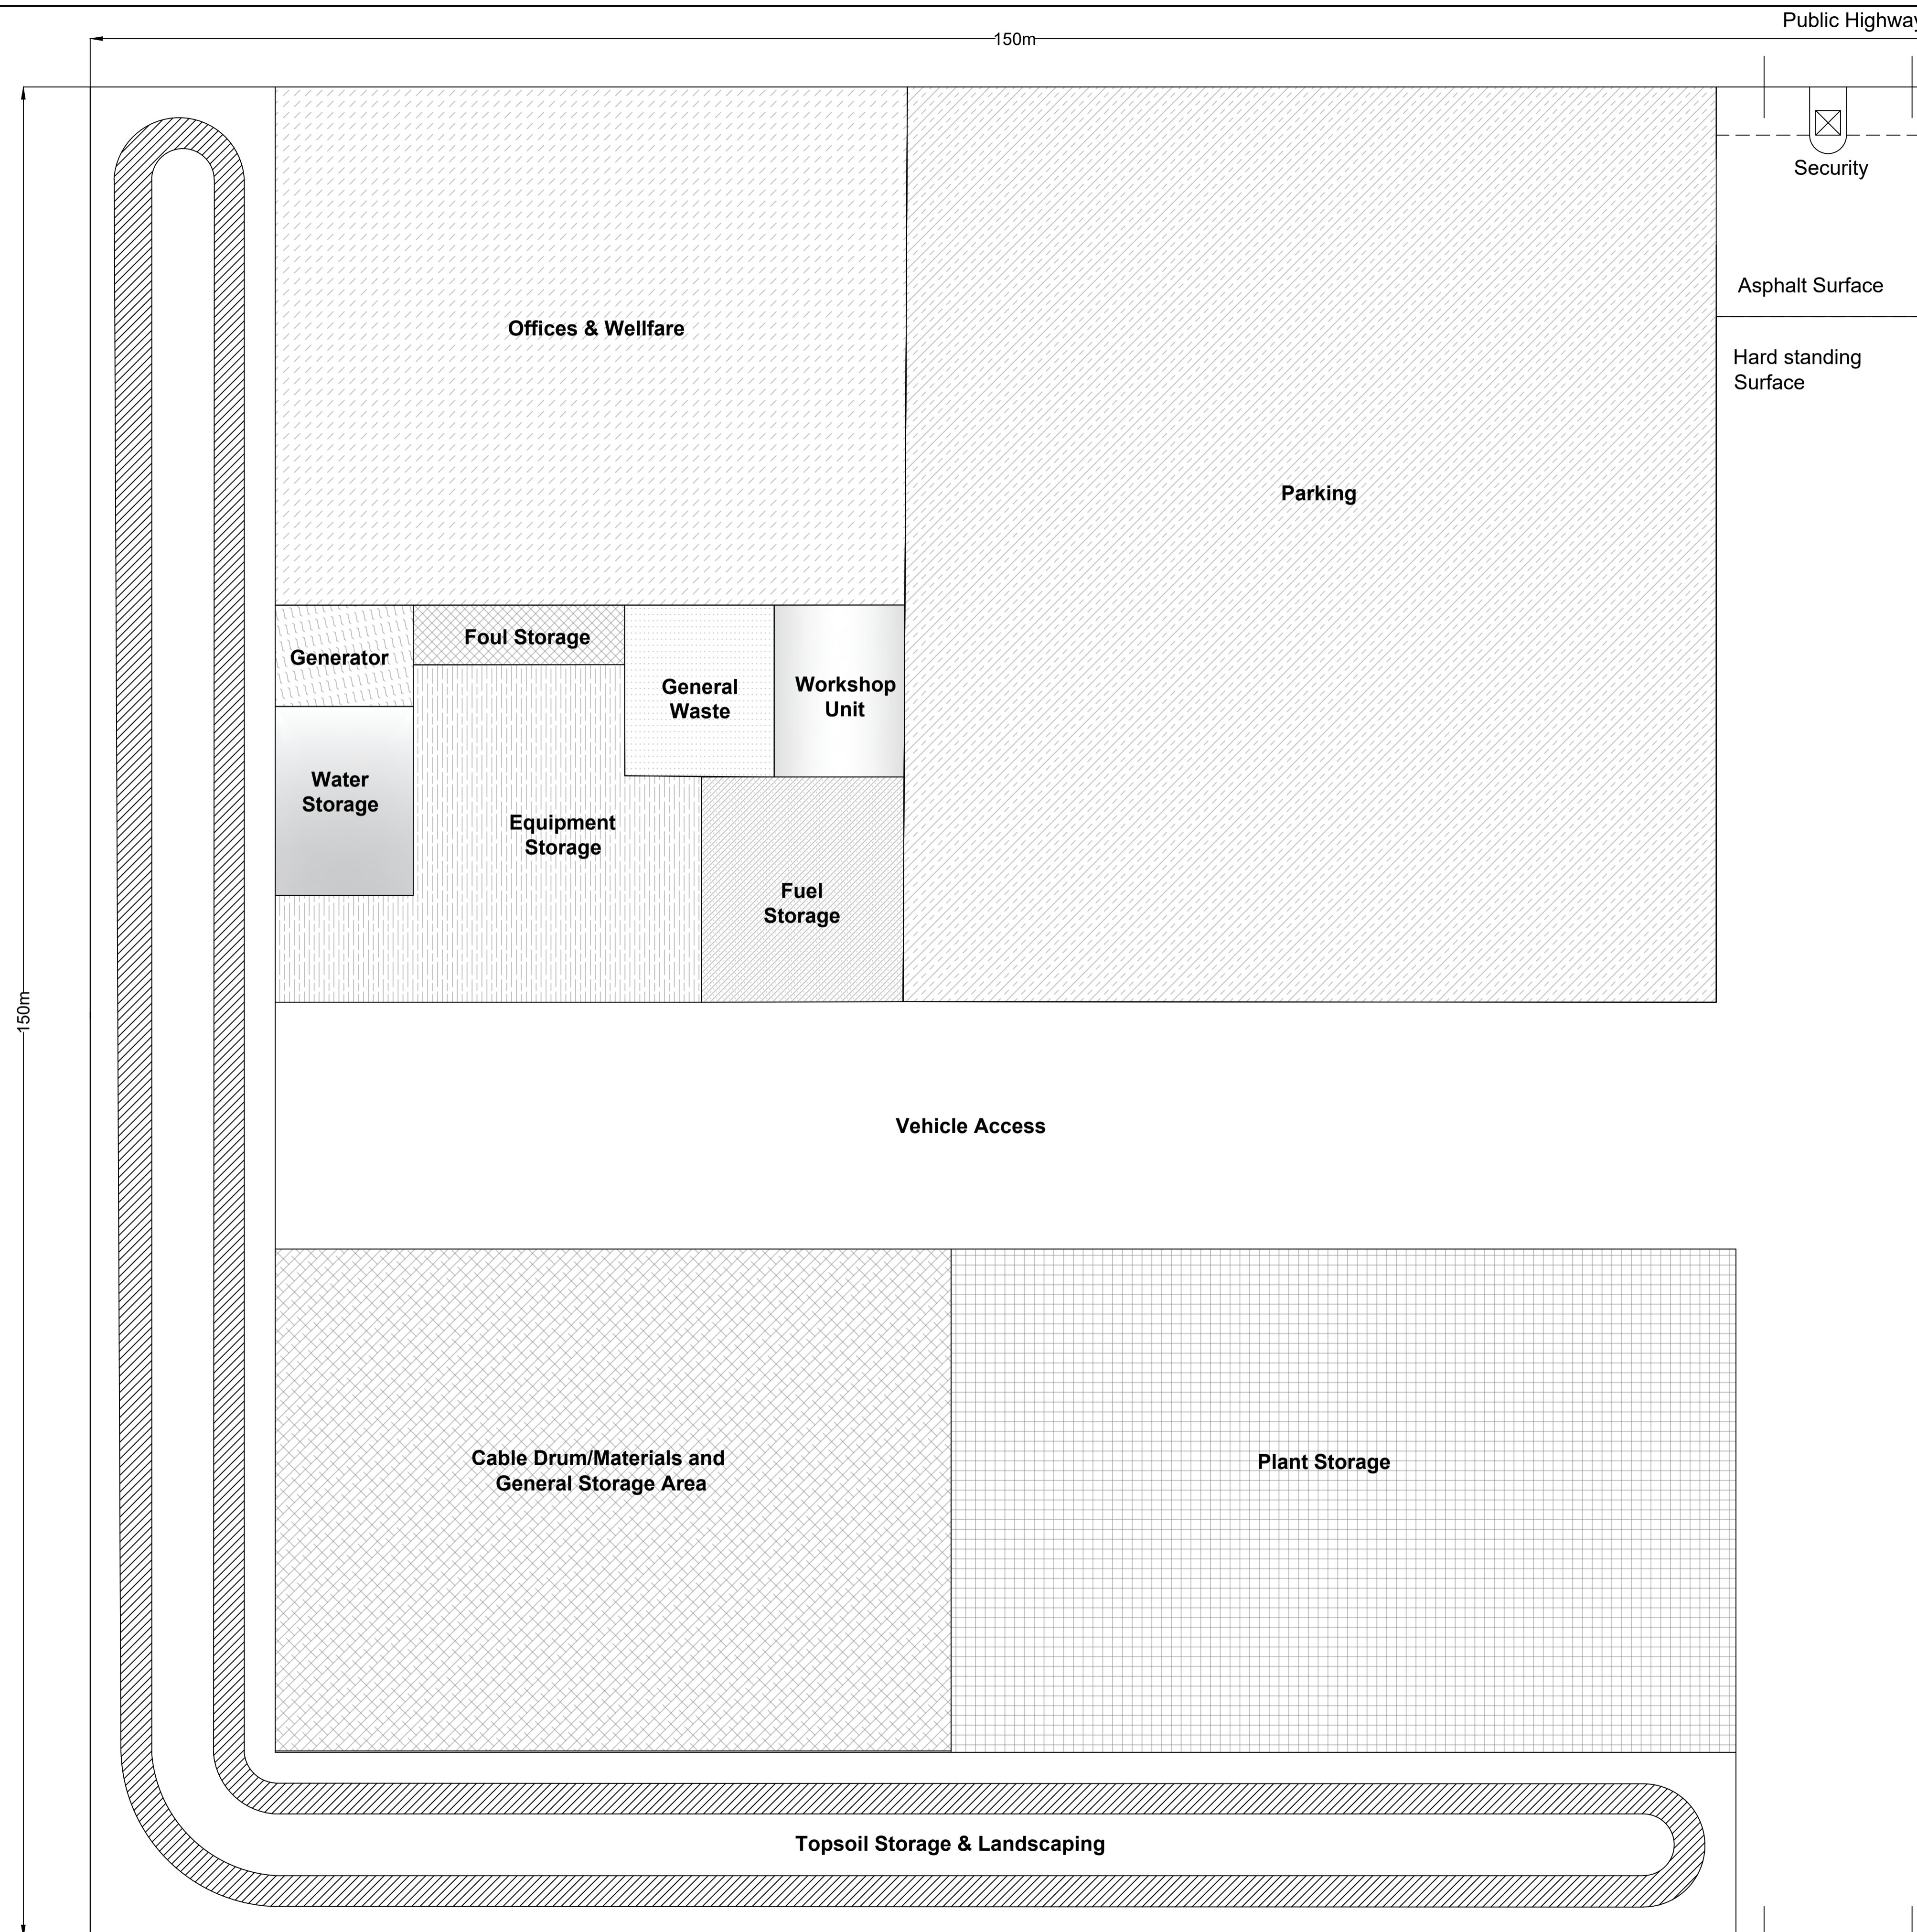 Public Highway
150m
Security
Asphalt Surface
Offices & Wellfare
Hard standing
Surface
Parking
Foul Storage
Generator
General
Waste
Workshop
Unit
Water
Storage
Equipment
Storage
Fuel
Storage
150m
Vehicle Access
Cable Drum/Materials and
General Storage Area
Plant Storage
Topsoil Storage & Landscaping